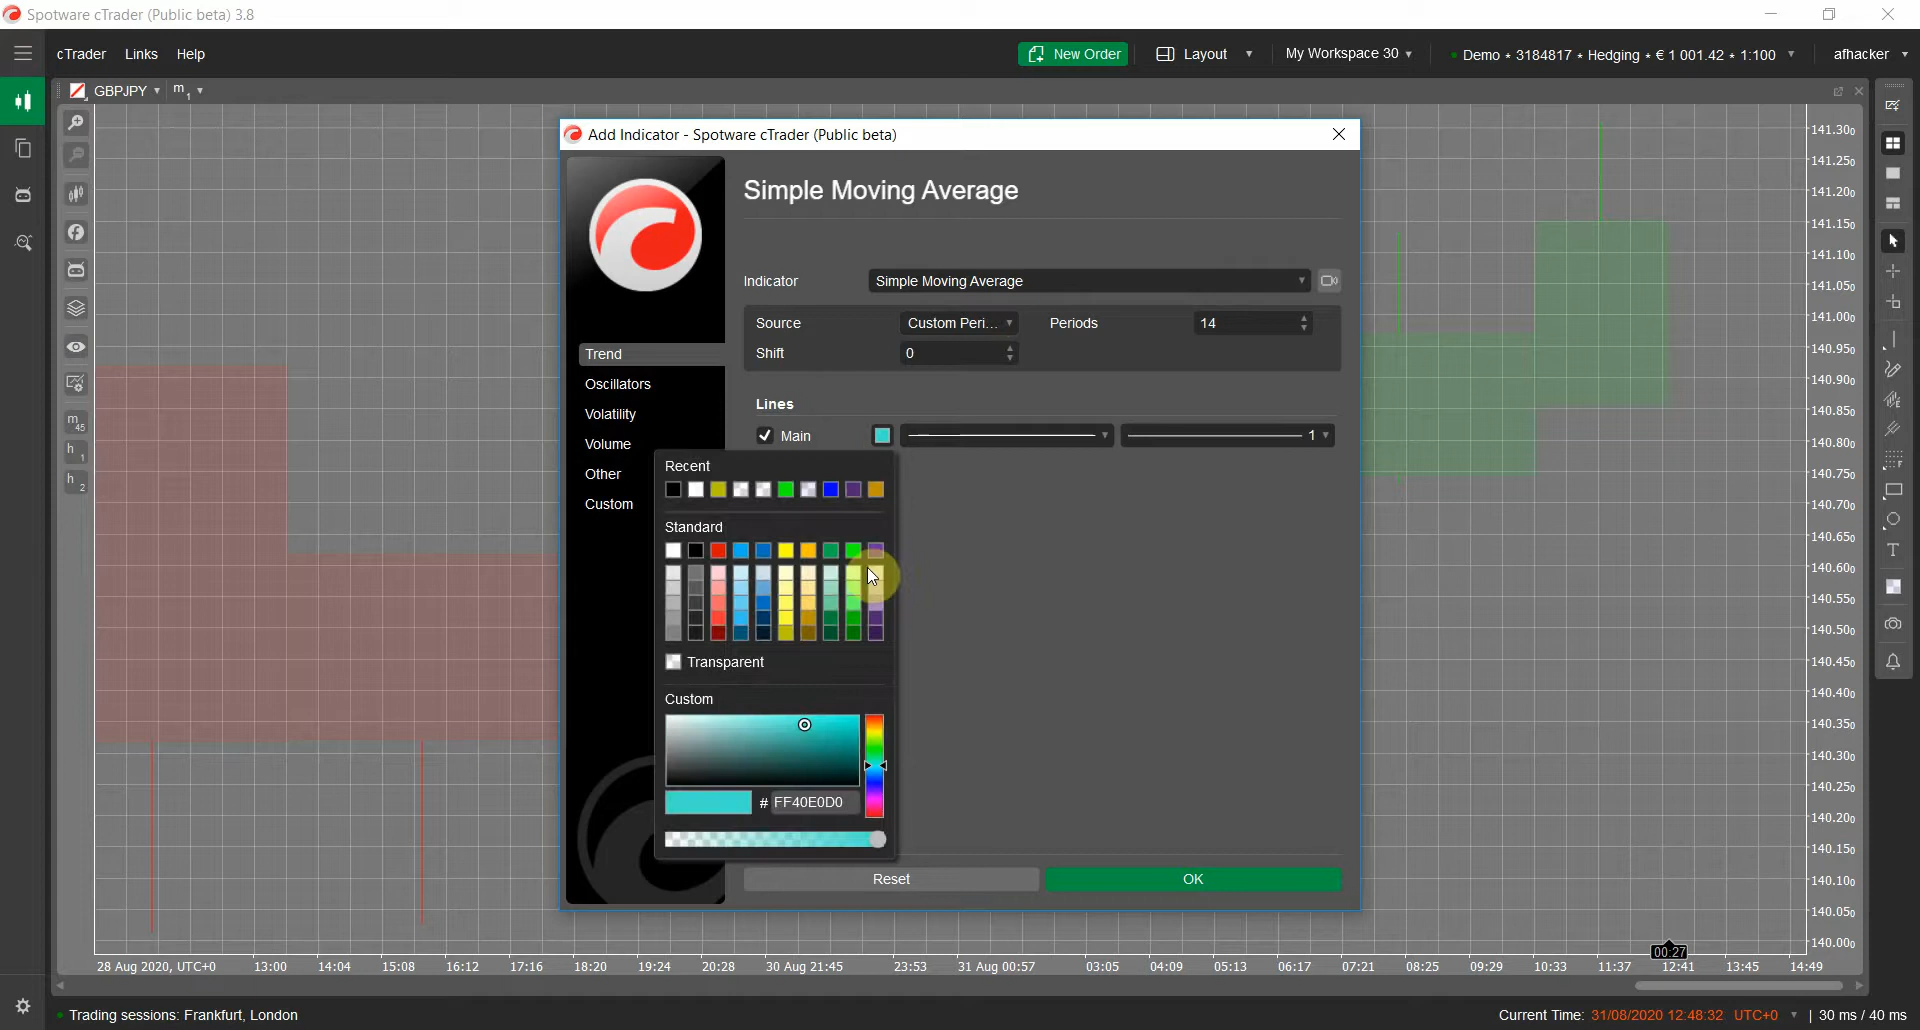 Spotware cTrader (Public beta) 3.8
cTrader Links Help
New Order
Layout
My Workspace 30
Demo • 3184817 • Hedging • € 1 001.42 • 1:100
afhacker
GBPJPY
m1
Add Indicator - Spotware cTrader (Public beta)
Simple Moving Average
Indicator
Simple Moving Average
Source
Custom Peri...
Periods
14
Shift
0
Trend
Oscillators
Volatility
Volume
Other
Custom
Lines
Main
1
Recent
Standard
Transparent
Custom
# FF40E0D0
Reset
OK
m45
h1
h2
141.300
141.250
141.200
141.150
141.100
141.050
141.000
140.950
140.900
140.850
140.800
140.750
140.700
140.650
140.600
140.550
140.500
140.450
140.400
140.350
140.300
140.250
140.200
140.150
140.100
140.050
140.000
00:27
28 Aug 2020, UTC+0 13:00 14:04 15:08 16:12 17:16 18:20 19:24 20:28 30 Aug 21:45 23:53 31 Aug 00:57 03:05 04:09 05:13 06:17 07:21 08:25 09:29 10:33 11:37 12:41 13:45 14:49
Trading sessions: Frankfurt, London
Current Time: 31/08/2020 12:48:32 UTC+0 | 30 ms / 40 ms